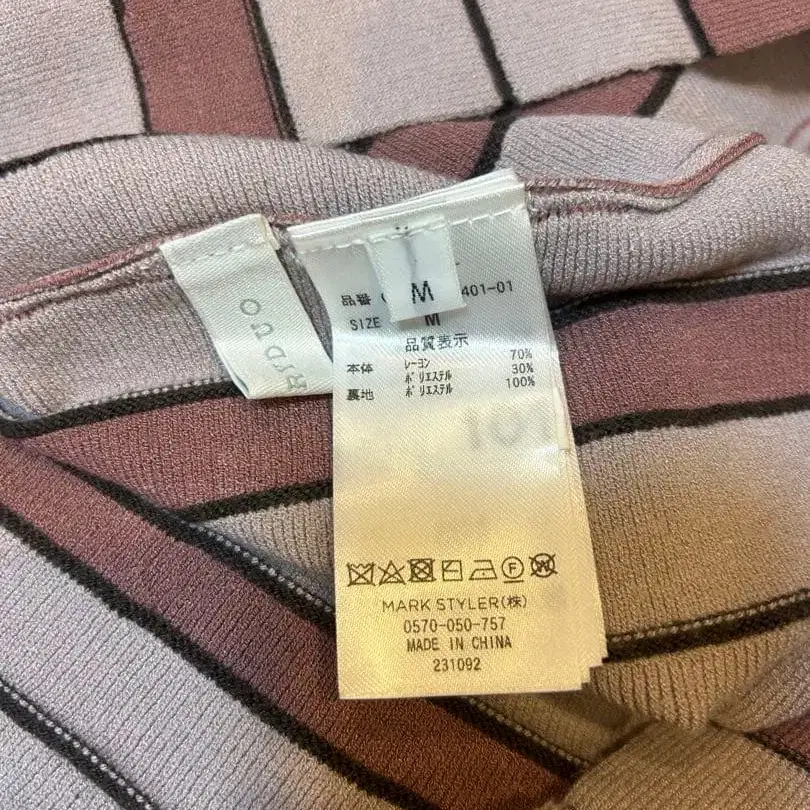 M
品番 401-01
SIZE M
品質表示
本体 レーヨン 70%
ポリエステル 30%
裏地 ポリエステル 100%
MARK STYLER(株)
0570-050-757
MADE IN CHINA
231092